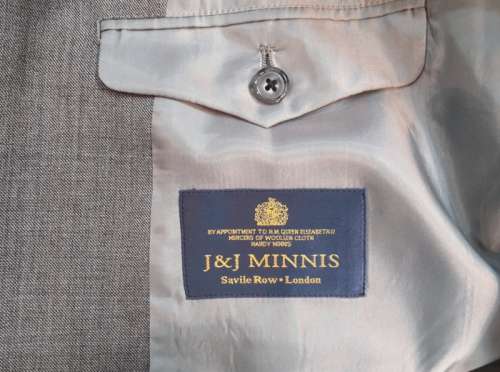 BY APPOINTMENT TO H.M. QUEEN ELIZABETH II
MERCERS OF WOOLLEN CLOTH
HARDY MINNIS
J&J MINNIS
Savile Row • London